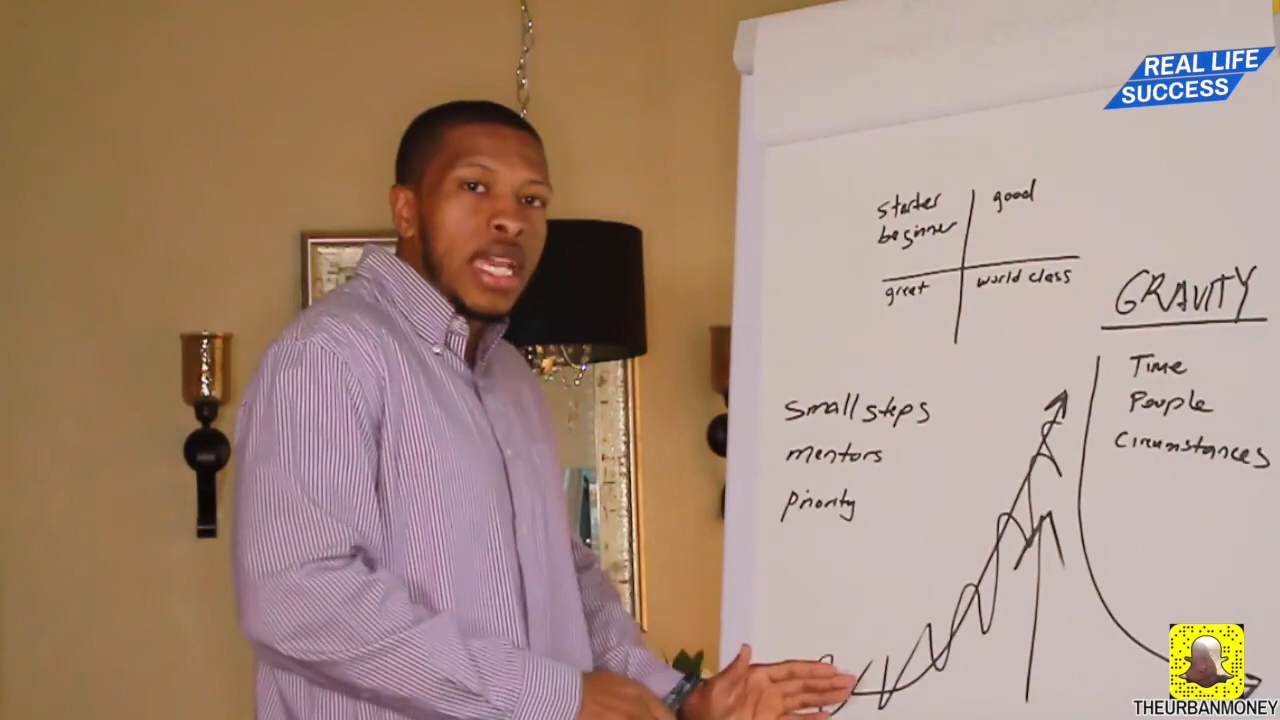 REAL LIFE
SUCCESS
starter
beginner
good
great
world class
GRAVITY
Time
People
Circumstances
Small steps
mentors
priority
THEURBANMONEY